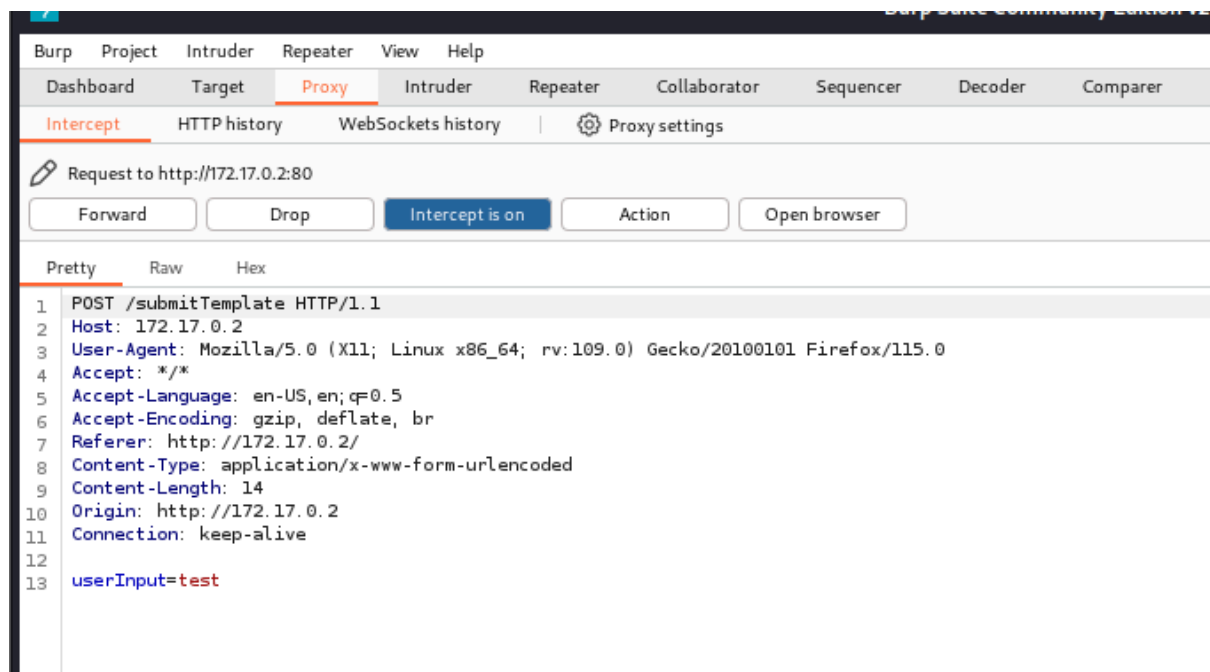 Burp Suite Community Edition v2
Burp Project Intruder Repeater View Help
Dashboard Target Proxy Intruder Repeater Collaborator Sequencer Decoder Comparer
Intercept HTTP history WebSockets history | Proxy settings
Request to http://172.17.0.2:80
Forward Drop Intercept is on Action Open browser
Pretty Raw Hex
1 POST /submitTemplate HTTP/1.1
2 Host: 172.17.0.2
3 User-Agent: Mozilla/5.0 (X11; Linux x86_64; rv:109.0) Gecko/20100101 Firefox/115.0
4 Accept: */*
5 Accept-Language: en-US,en;q=0.5
6 Accept-Encoding: gzip, deflate, br
7 Referer: http://172.17.0.2/
8 Content-Type: application/x-www-form-urlencoded
9 Content-Length: 14
10 Origin: http://172.17.0.2
11 Connection: keep-alive
12
13 userInput=test